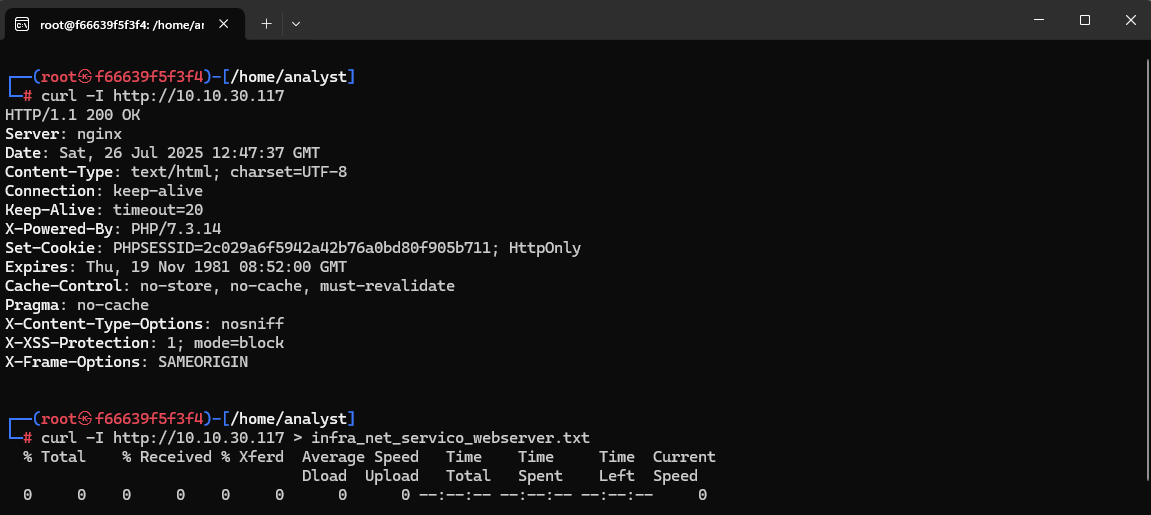 root@f66639f5f3f4: /home/ar
┌──(root㉿f66639f5f3f4)-[/home/analyst]
└─# curl -I http://10.10.30.117
HTTP/1.1 200 OK
Server: nginx
Date: Sat, 26 Jul 2025 12:47:37 GMT
Content-Type: text/html; charset=UTF-8
Connection: keep-alive
Keep-Alive: timeout=20
X-Powered-By: PHP/7.3.14
Set-Cookie: PHPSESSID=2c029a6f5942a42b76a0bd80f905b711; HttpOnly
Expires: Thu, 19 Nov 1981 08:52:00 GMT
Cache-Control: no-store, no-cache, must-revalidate
Pragma: no-cache
X-Content-Type-Options: nosniff
X-XSS-Protection: 1; mode=block
X-Frame-Options: SAMEORIGIN
┌──(root㉿f66639f5f3f4)-[/home/analyst]
└─# curl -I http://10.10.30.117 > infra_net_servico_webserver.txt
  % Total    % Received % Xferd  Average Speed   Time    Time     Time  Current
                                 Dload  Upload   Total   Spent    Left  Speed
  0     0    0     0    0     0      0      0 --:--:-- --:--:-- --:--:--     0